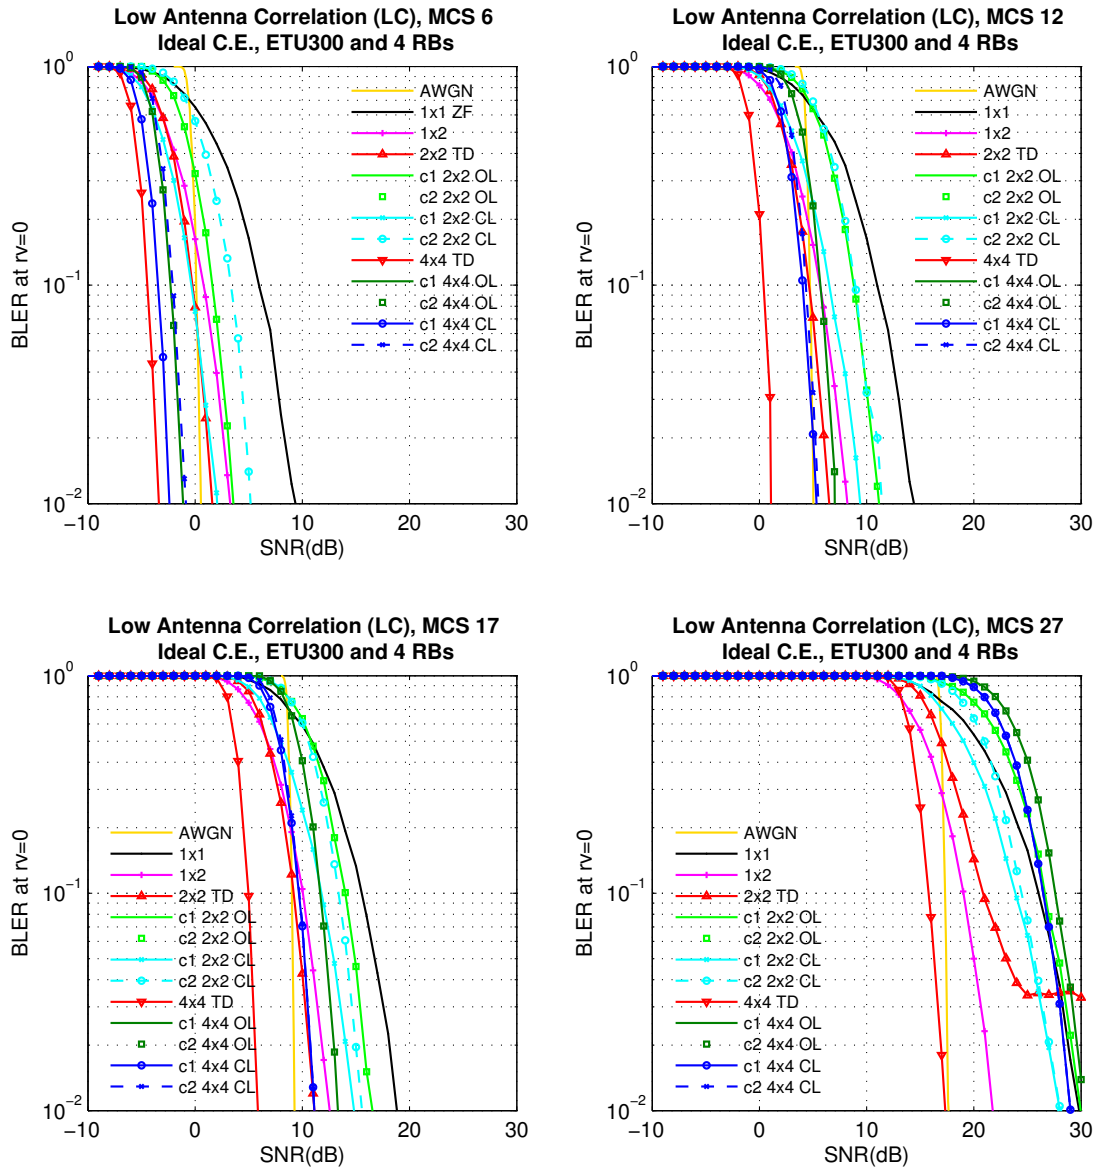 Low Antenna Correlation (LC), MCS 6
Ideal C.E., ETU300 and 4 RBs
10^0
10^-1
10^-2
BLER at rv=0
AWGN
1x1 ZF
1x2
2x2 TD
c1 2x2 OL
c2 2x2 OL
c1 2x2 CL
c2 2x2 CL
4x4 TD
c1 4x4 OL
c2 4x4 OL
c1 4x4 CL
c2 4x4 CL
−10 0 10 20 30
SNR(dB)
Low Antenna Correlation (LC), MCS 12
Ideal C.E., ETU300 and 4 RBs
10^0
10^-1
10^-2
BLER at rv=0
AWGN
1x1
1x2
2x2 TD
c1 2x2 OL
c2 2x2 OL
c1 2x2 CL
c2 2x2 CL
4x4 TD
c1 4x4 OL
c2 4x4 OL
c1 4x4 CL
c2 4x4 CL
−10 0 10 20 30
SNR(dB)
Low Antenna Correlation (LC), MCS 17
Ideal C.E., ETU300 and 4 RBs
10^0
10^-1
10^-2
BLER at rv=0
AWGN
1x1
1x2
2x2 TD
c1 2x2 OL
c2 2x2 OL
c1 2x2 CL
c2 2x2 CL
4x4 TD
c1 4x4 OL
c2 4x4 OL
c1 4x4 CL
c2 4x4 CL
−10 0 10 20 30
SNR(dB)
Low Antenna Correlation (LC), MCS 27
Ideal C.E., ETU300 and 4 RBs
10^0
10^-1
10^-2
BLER at rv=0
AWGN
1x1
1x2
2x2 TD
c1 2x2 OL
c2 2x2 OL
c1 2x2 CL
c2 2x2 CL
4x4 TD
c1 4x4 OL
c2 4x4 OL
c1 4x4 CL
c2 4x4 CL
−10 0 10 20 30
SNR(dB)